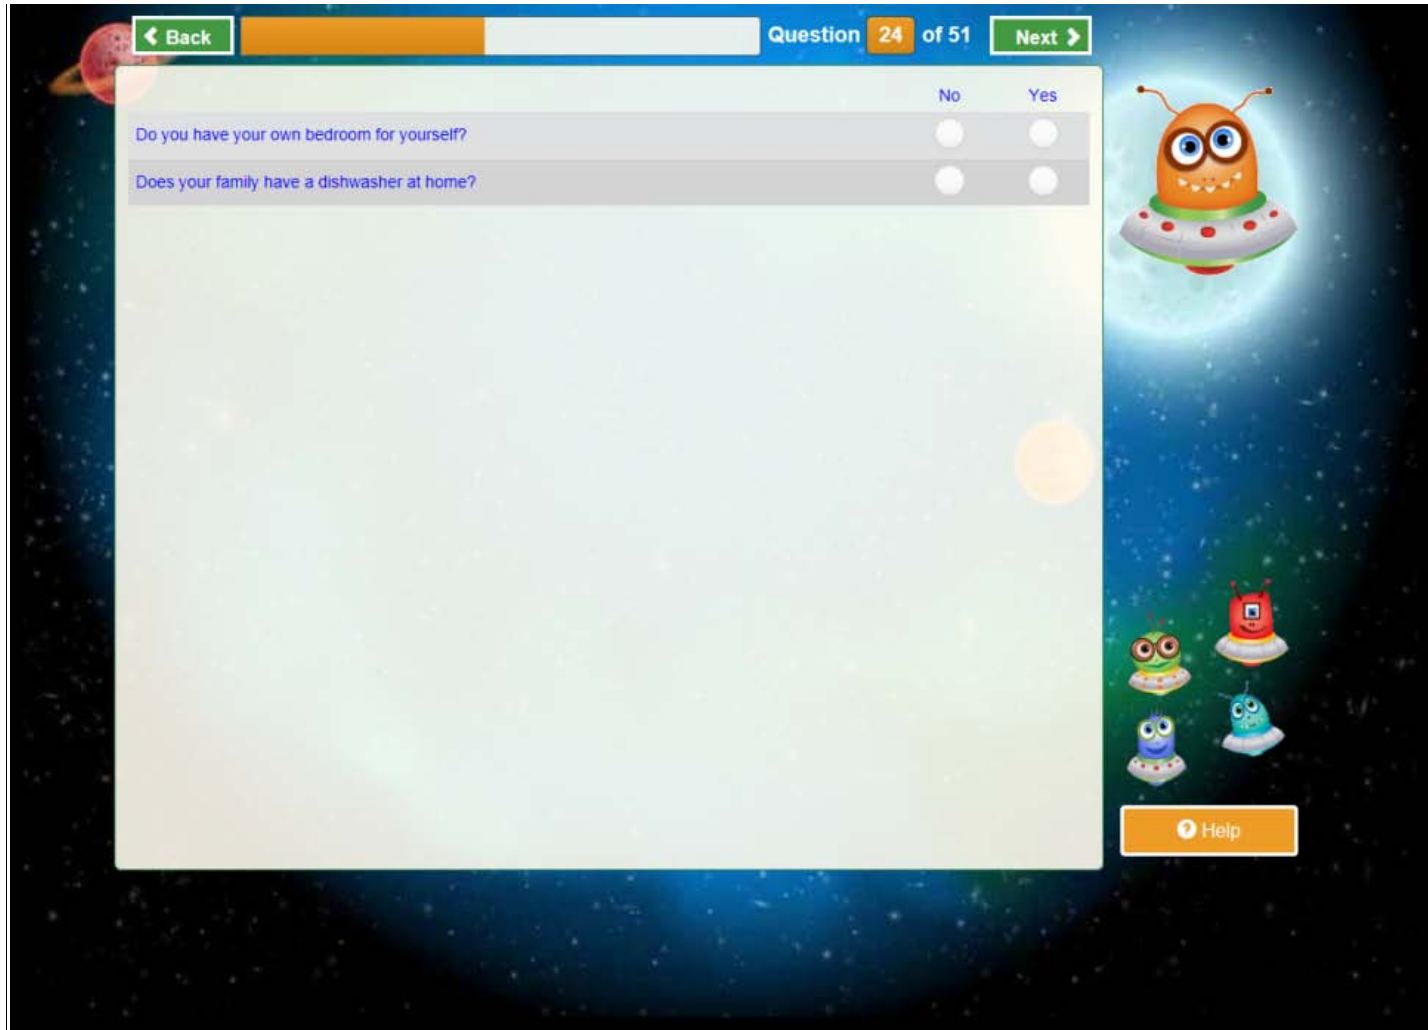 Back Question 24 of 51 Next
No Yes
Do you have your own bedroom for yourself?
Does your family have a dishwasher at home?
Help